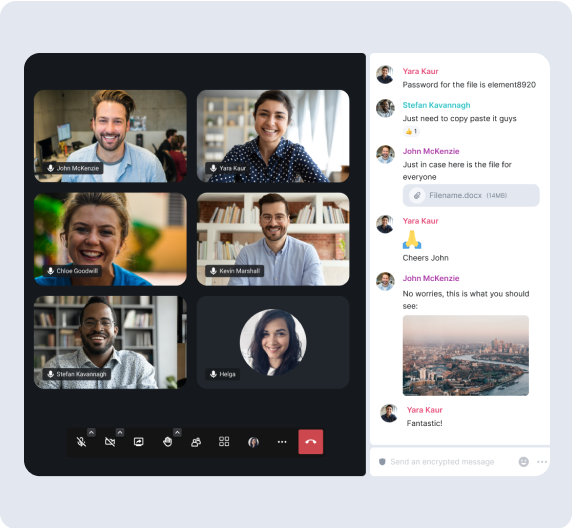 John McKenzie
Yara Kaur
Chloe Goodwill
Kevin Marshall
Stefan Kavannagh
Helga
Yara Kaur
Password for the file is element8920
Stefan Kavannagh
Just need to copy paste it guys
1
John McKenzie
Just in case here is the file for
everyone
Filename.docx (14MB)
Yara Kaur
Cheers John
John McKenzie
No worries, this is what you should
see:
Yara Kaur
Fantastic!
Send an encrypted message